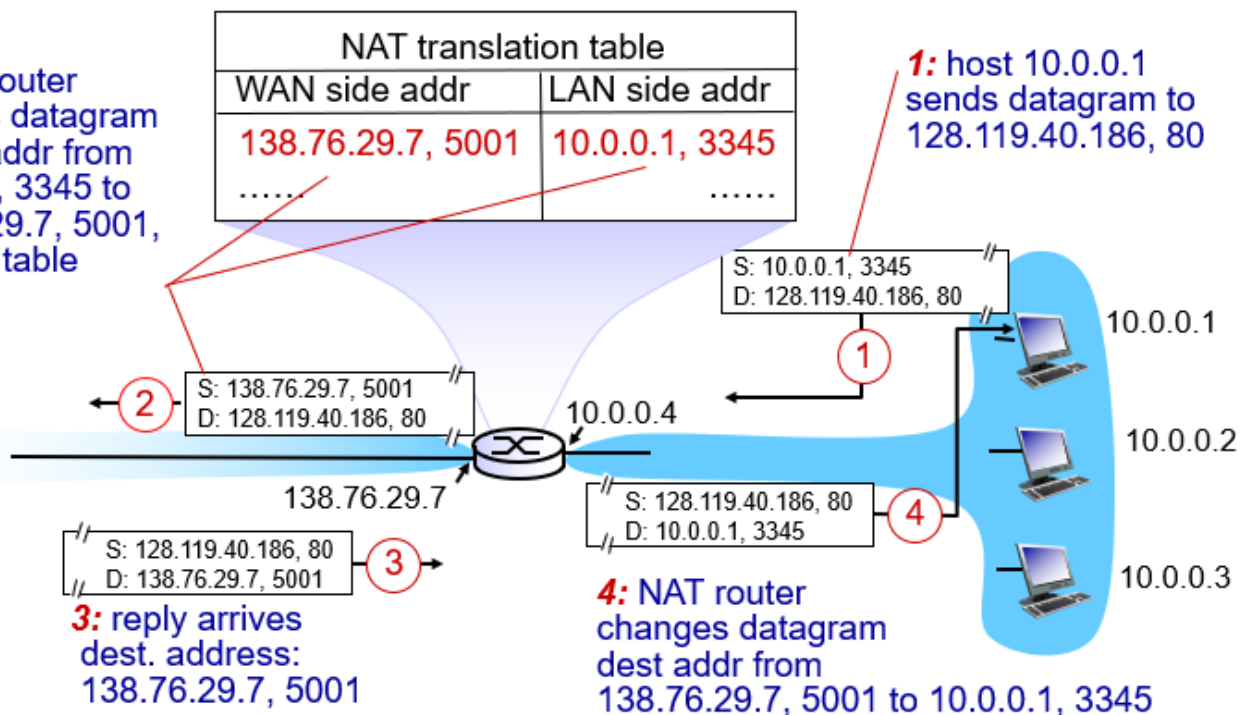 NAT translation table
WAN side addr LAN side addr
138.76.29.7, 5001 10.0.0.1, 3345
...... ......
datagram
addr from
, 3345 to
29.7, 5001,
table
1: host 10.0.0.1
sends datagram to
128.119.40.186, 80
S: 10.0.0.1, 3345
D: 128.119.40.186, 80
1
10.0.0.1
2
S: 138.76.29.7, 5001
D: 128.119.40.186, 80
10.0.0.4
10.0.0.2
138.76.29.7
S: 128.119.40.186, 80
D: 10.0.0.1, 3345
4
S: 128.119.40.186, 80
D: 138.76.29.7, 5001
3
10.0.0.3
3: reply arrives
dest. address:
138.76.29.7, 5001
4: NAT router
changes datagram
dest addr from
138.76.29.7, 5001 to 10.0.0.1, 3345